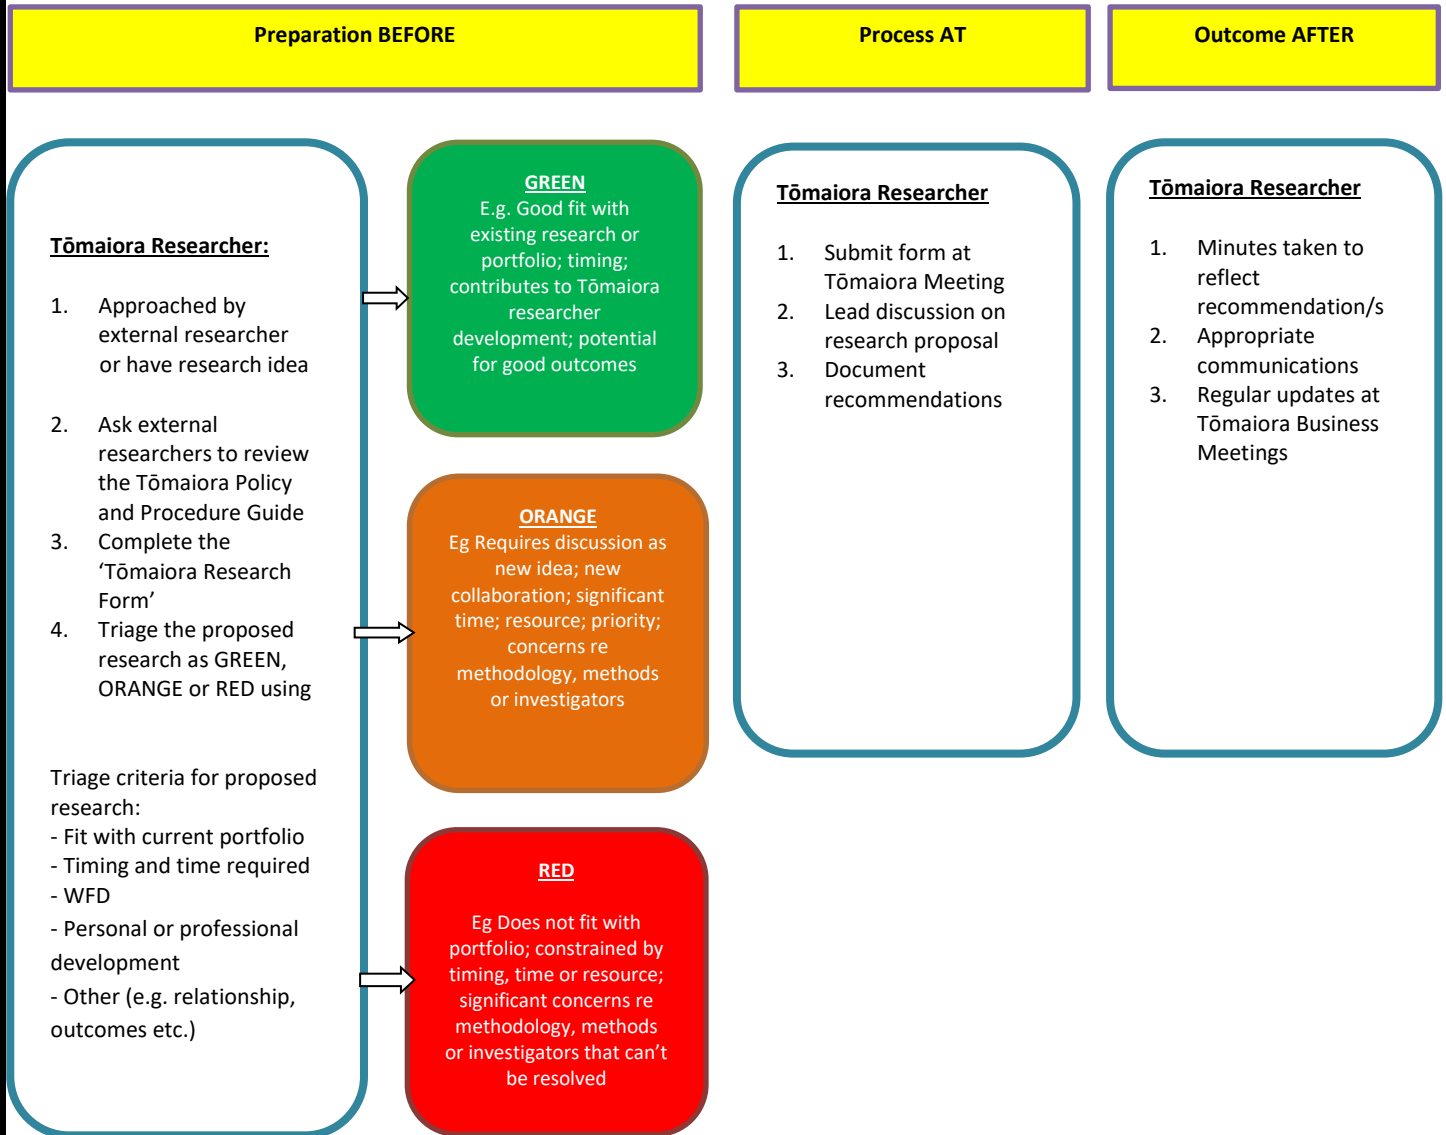 Preparation BEFORE
Process AT
Outcome AFTER
Tōmaiora Researcher:
1. Approached by
external researcher
or have research idea
2. Ask external
researchers to review
the Tōmaiora Policy
and Procedure Guide
3. Complete the
‘Tōmaiora Research
Form’
4. Triage the proposed
research as GREEN,
ORANGE or RED using
Triage criteria for proposed
research:
- Fit with current portfolio
- Timing and time required
- WFD
- Personal or professional
development
- Other (e.g. relationship,
outcomes etc.)
GREEN
E.g. Good fit with
existing research or
portfolio; timing;
contributes to Tōmaiora
researcher
development; potential
for good outcomes
ORANGE
Eg Requires discussion as
new idea; new
collaboration; significant
time; resource; priority;
concerns re
methodology, methods
or investigators
RED
Eg Does not fit with
portfolio; constrained by
timing, time or resource;
significant concerns re
methodology, methods
or investigators that can’t
be resolved
Tōmaiora Researcher
1. Submit form at
Tōmaiora Meeting
2. Lead discussion on
research proposal
3. Document
recommendations
Tōmaiora Researcher
1. Minutes taken to
reflect
recommendation/s
2. Appropriate
communications
3. Regular updates at
Tōmaiora Business
Meetings